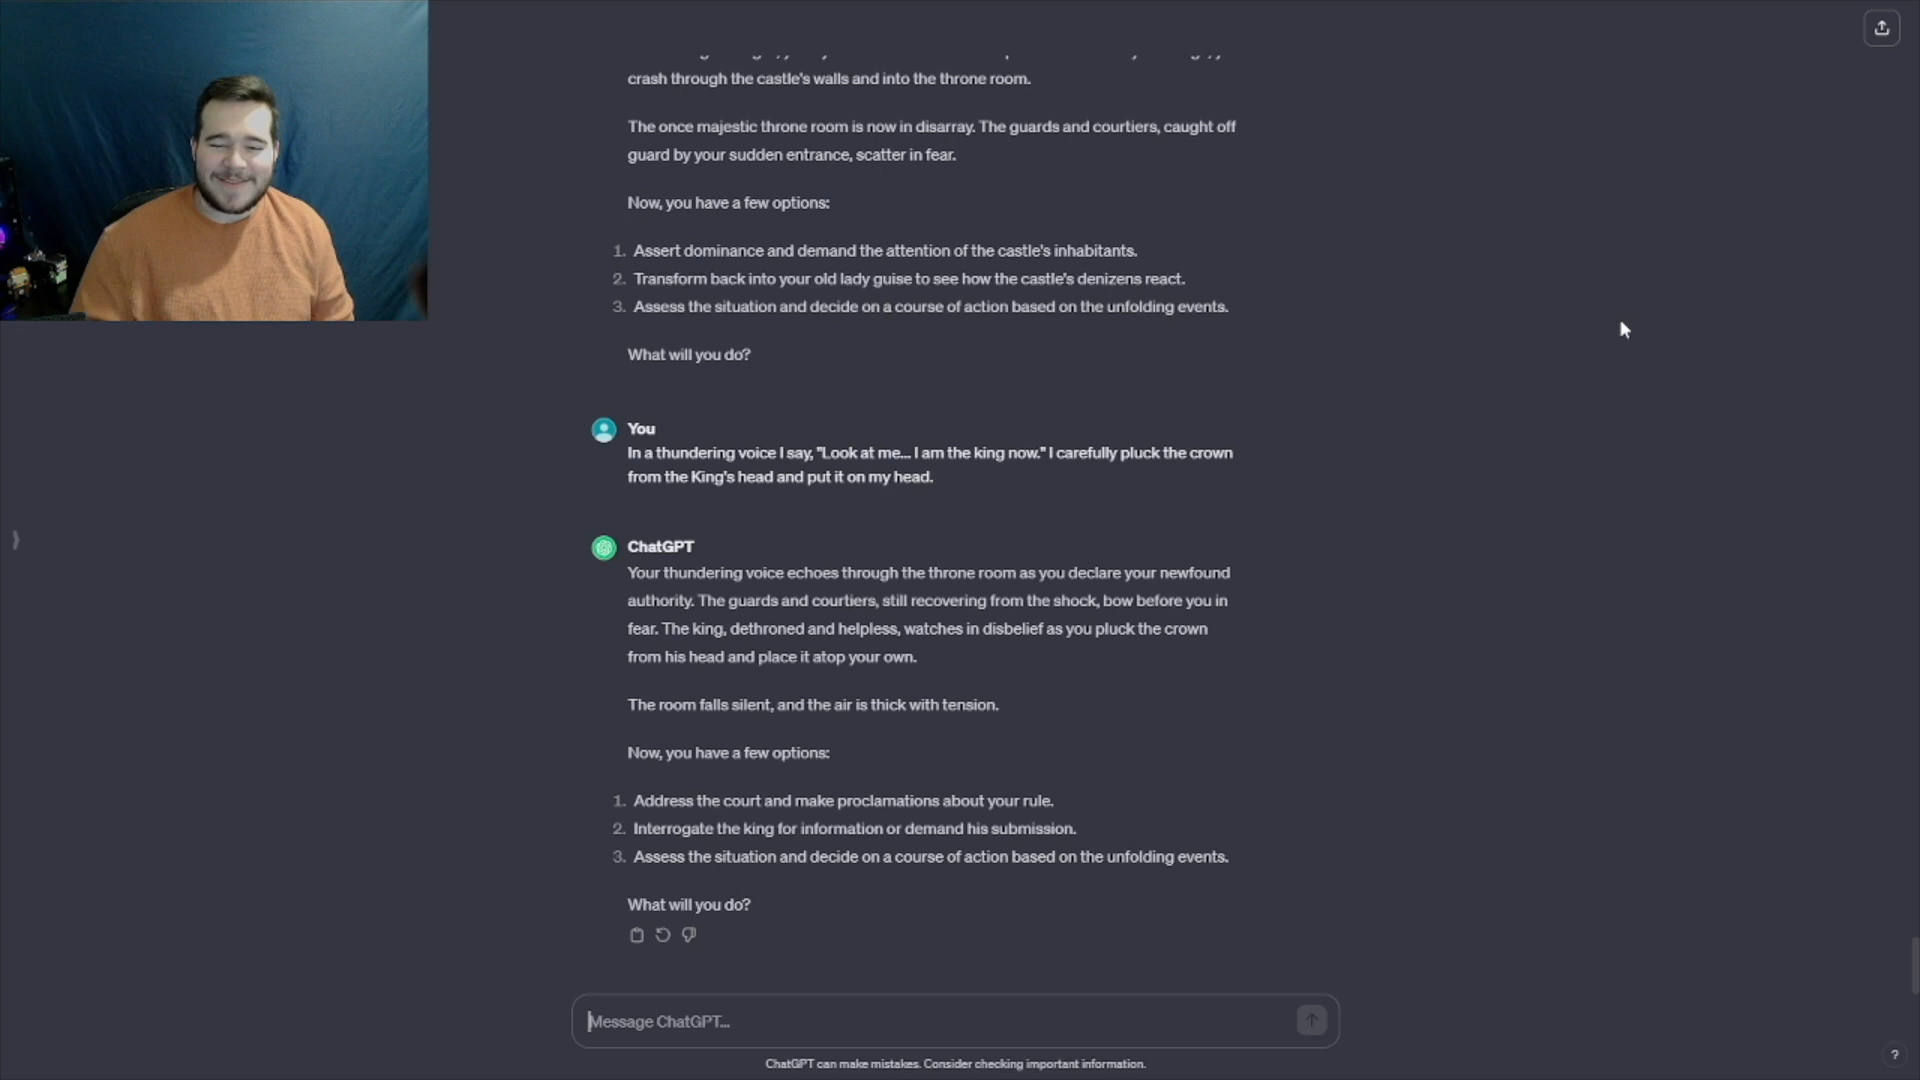 crash through the castle's walls and into the throne room.
The once majestic throne room is now in disarray. The guards and courtiers, caught off
guard by your sudden entrance, scatter in fear.
Now, you have a few options:
1. Assert dominance and demand the attention of the castle's inhabitants.
2. Transform back into your old lady guise to see how the castle's denizens react.
3. Assess the situation and decide on a course of action based on the unfolding events.
What will you do?
You
In a thundering voice I say, "Look at me... I am the king now." I carefully pluck the crown
from the King's head and put it on my head.
ChatGPT
Your thundering voice echoes through the throne room as you declare your newfound
authority. The guards and courtiers, still recovering from the shock, bow before you in
fear. The king, dethroned and helpless, watches in disbelief as you pluck the crown
from his head and place it atop your own.
The room falls silent, and the air is thick with tension.
Now, you have a few options:
1. Address the court and make proclamations about your rule.
2. Interrogate the king for information or demand his submission.
3. Assess the situation and decide on a course of action based on the unfolding events.
What will you do?
Message ChatGPT...
ChatGPT can make mistakes. Consider checking important information.
?